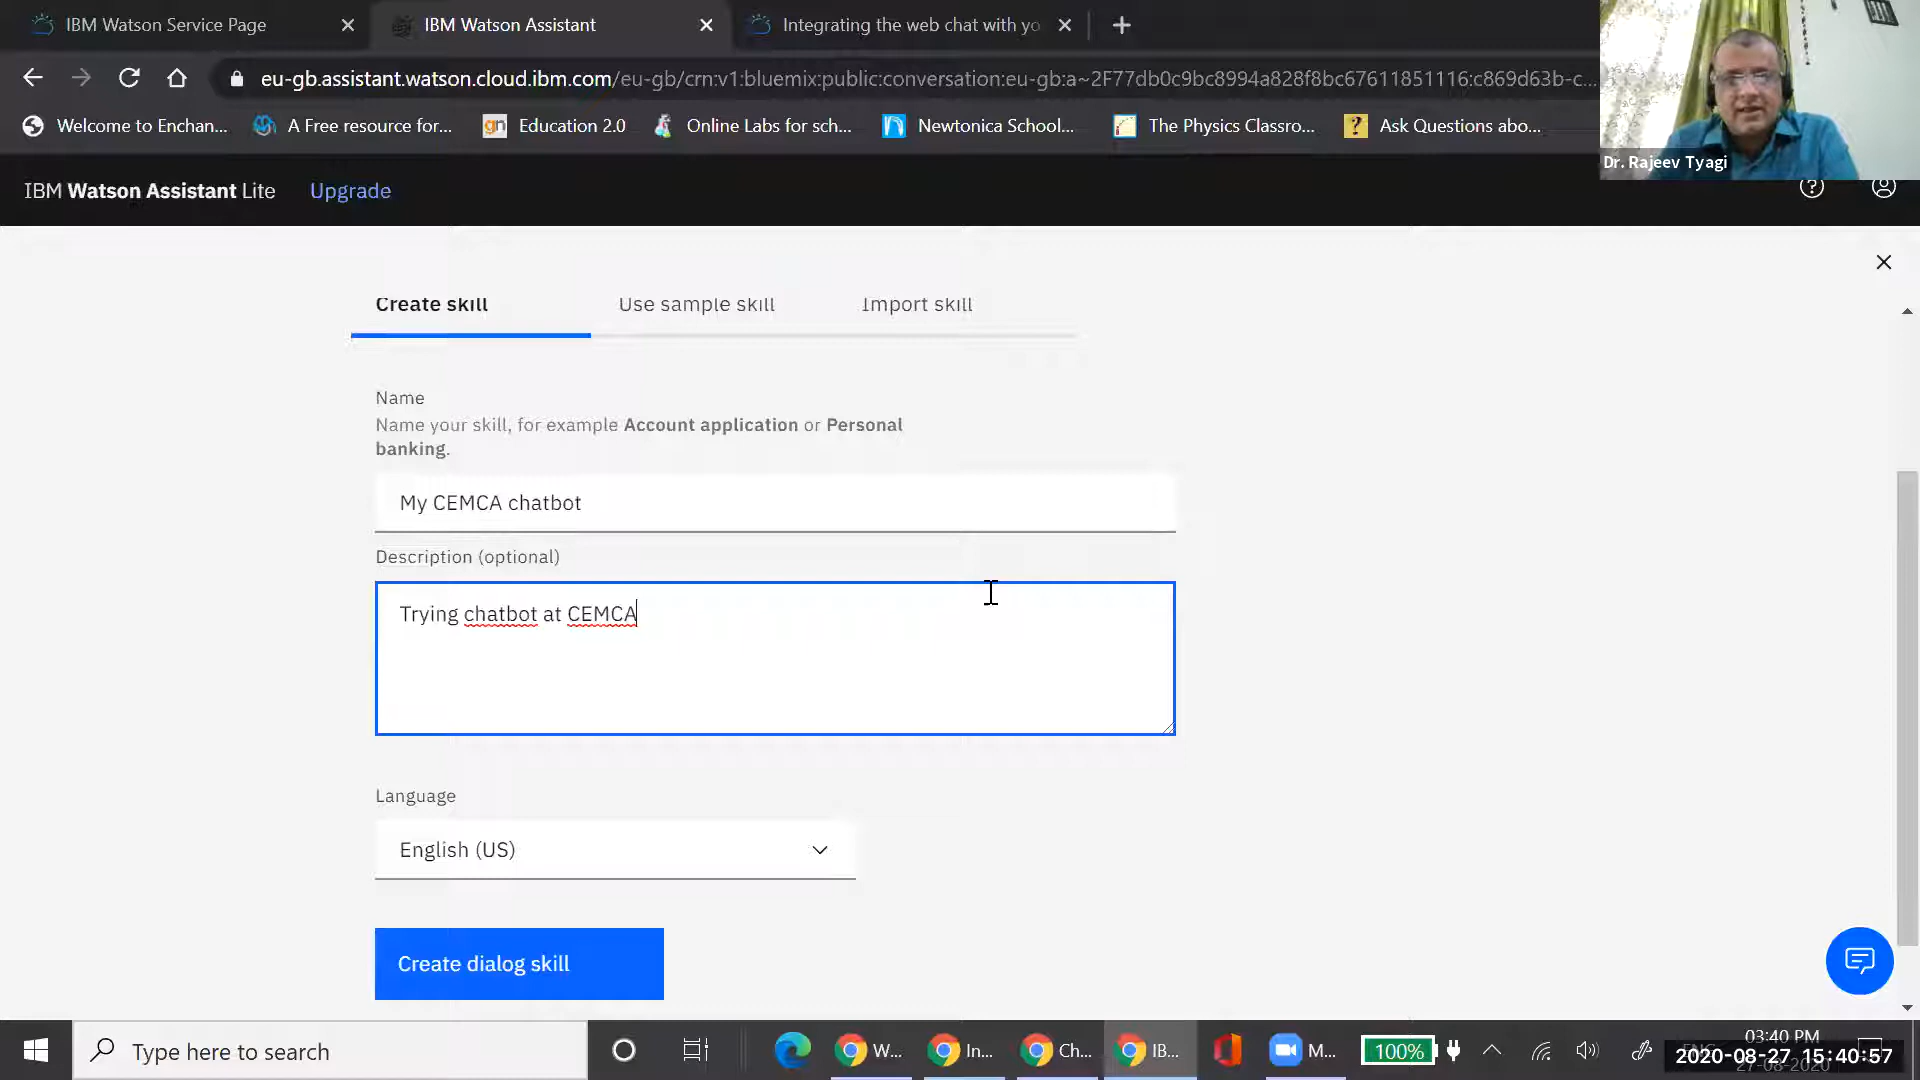 IBM Watson Service Page
IBM Watson Assistant
Integrating the web chat with yo
eu-gb.assistant.watson.cloud.ibm.com/eu-gb/crn:v1:bluemix:public:conversation:eu-gb:a~2F77db0c9bc8994a828f8bc67611851116:c869d63b-c...
Welcome to Enchan...
A Free resource for...
gn Education 2.0
Online Labs for sch...
Newtonica School...
The Physics Classro...
? Ask Questions abo...
Dr. Rajeev Tyagi
IBM Watson Assistant Lite Upgrade
Create skill
Use sample skill
Import skill
Name
Name your skill, for example Account application or Personal
banking.
My CEMCA chatbot
Description (optional)
Trying chatbot at CEMCA
Language
English (US)
Create dialog skill
Type here to search
W...
In...
Ch...
IB...
M...
100%
03:40 PM
ENG
2020-08-27 15:40:57
27-08-2020